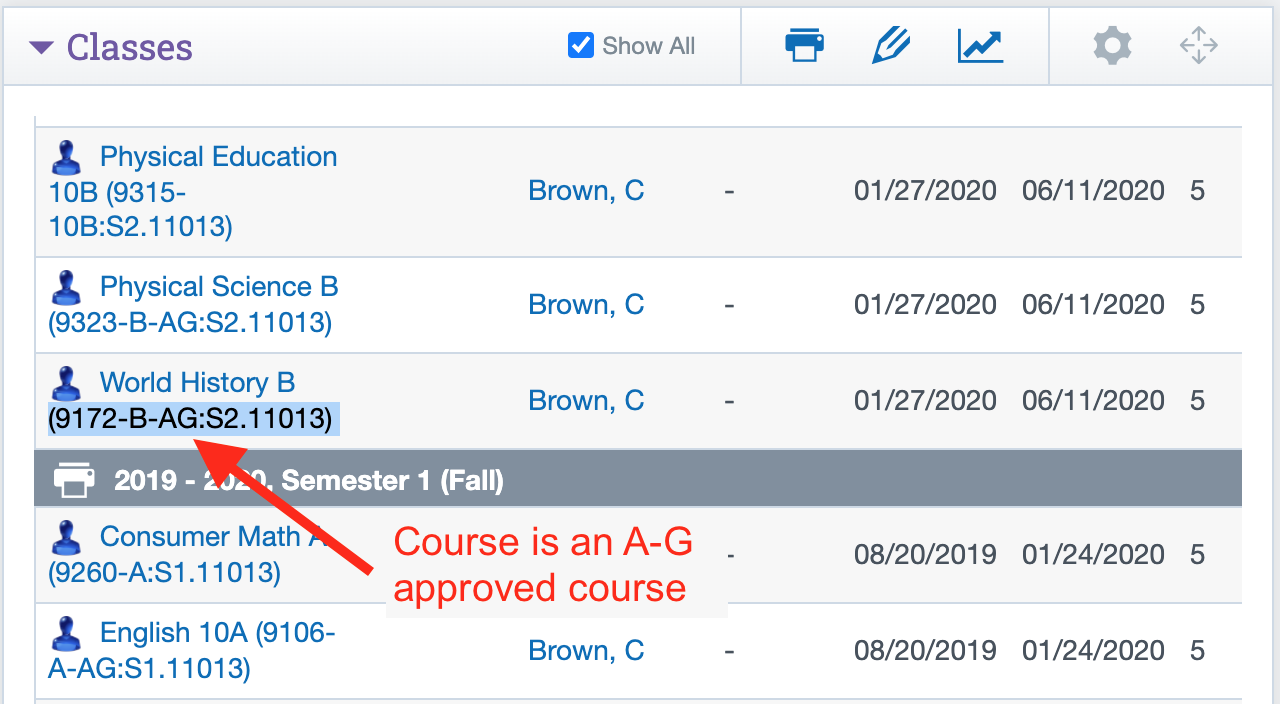 Classes
Show All
Physical Education
10B (9315-
10B:S2.11013)
Brown, C - 01/27/2020 06/11/2020 5
Physical Science B
(9323-B-AG:S2.11013)
Brown, C - 01/27/2020 06/11/2020 5
World History B
(9172-B-AG:S2.11013)
Brown, C - 01/27/2020 06/11/2020 5
2019 - 2020, Semester 1 (Fall)
Consumer Math A
(9260-A:S1.11013)
- 08/20/2019 01/24/2020 5
Course is an A-G
approved course
English 10A (9106-
A-AG:S1.11013)
Brown, C - 08/20/2019 01/24/2020 5